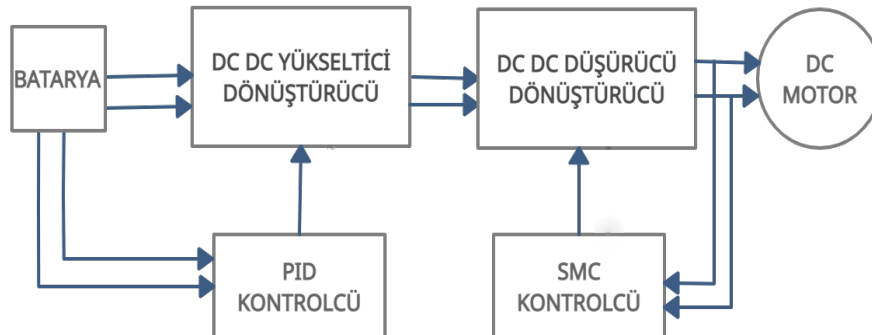 BATARYA
DC DC YÜKSELTİCİ
DÖNÜŞTÜRÜCÜ
DC DC DÜŞÜRÜCÜ
DÖNÜŞTÜRÜCÜ
DC
MOTOR
PID
KONTROLCÜ
SMC
KONTROLCÜ